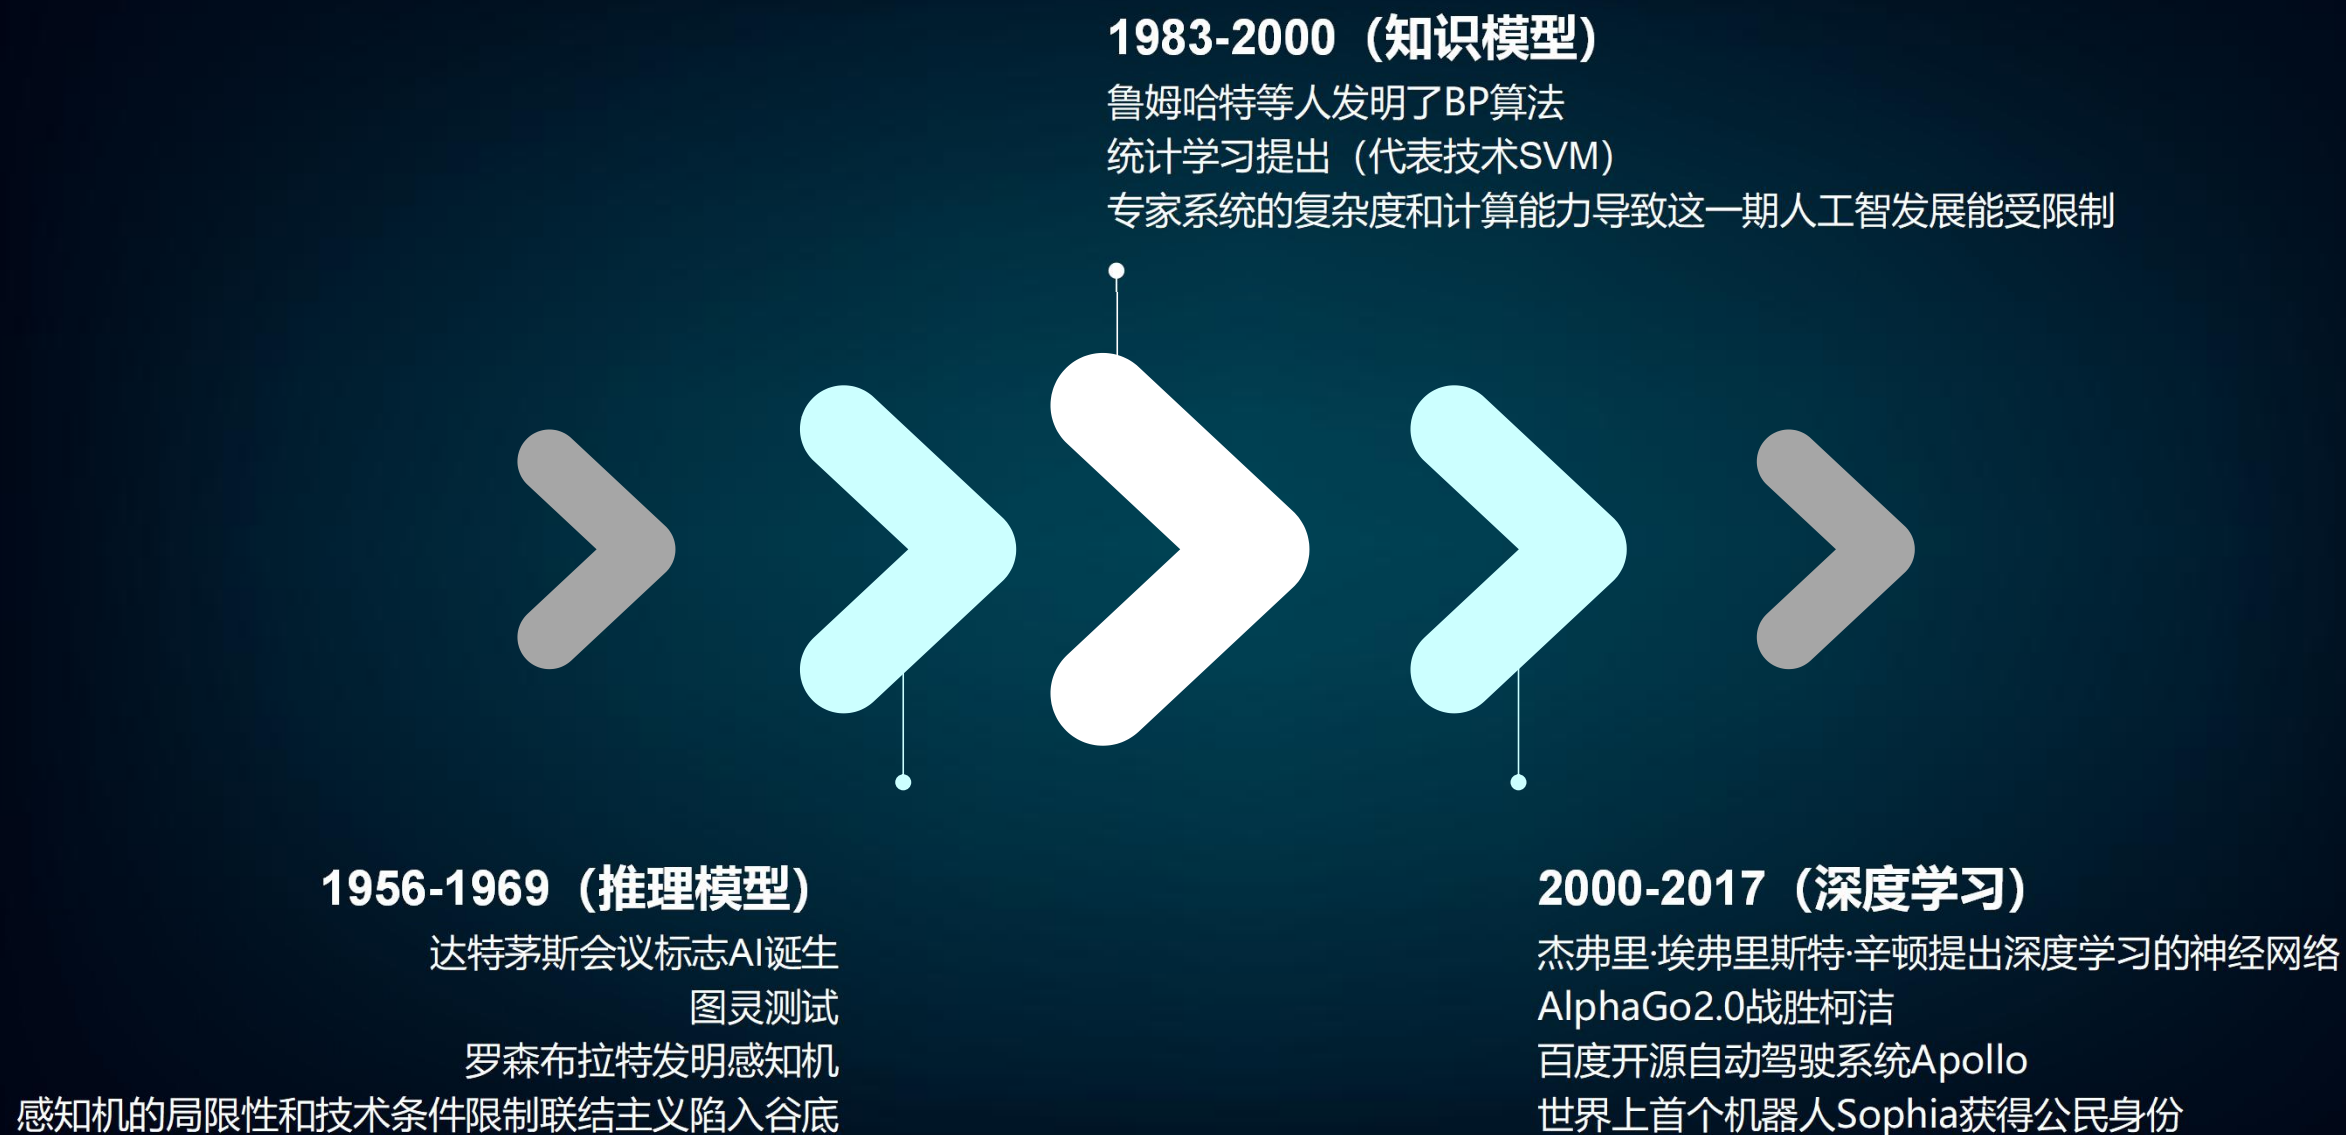 1983-2000（知识模型）
鲁姆哈特等人发明了BP算法
统计学习提出（代表技术SVM）
专家系统的复杂度和计算能力导致这一期人工智发展能受限制
1956-1969（推理模型）
达特茅斯会议标志AI诞生
图灵测试
罗森布拉特发明感知机
感知机的局限性和技术条件限制联结主义陷入谷底
2000-2017（深度学习）
杰弗里·埃弗里斯特·辛顿提出深度学习的神经网络
AlphaGo2.0战胜柯洁
百度开源自动驾驶系统Apollo
世界上首个机器人Sophia获得公民身份